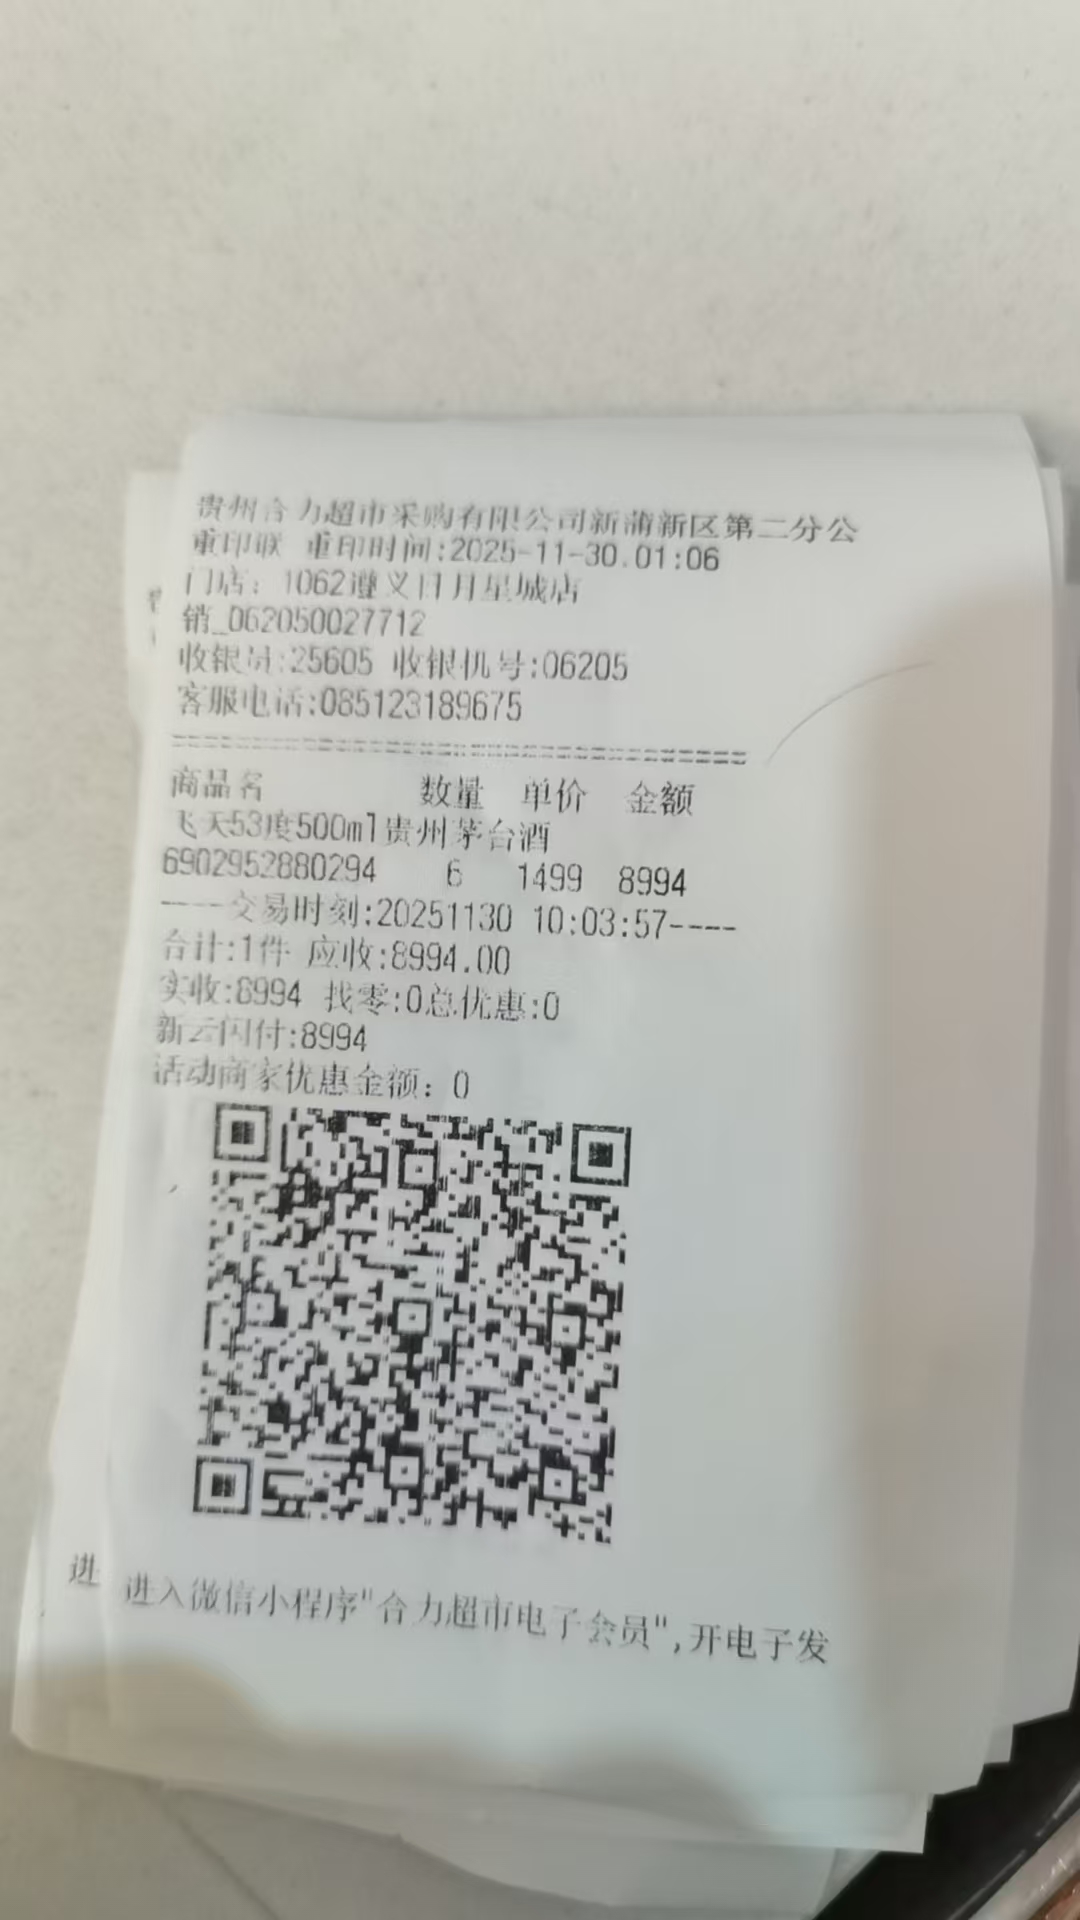 贵州合力超市采购有限公司新蒲新区第二分公
重印联 重印时间:2025-11-30.01:06
门店：1062遵义日月星城店
销_062050027712
收银员:25605 收银机号:06205
客服电话:085123189675
商品名 数量 单价 金额
飞天53度500ml贵州茅台酒
6902952880294 6 1499 8994
----交易时刻:20251130 10:03:57----
合计:1件 应收:8994.00
实收:8994 找零:0总优惠:0
新云闪付:8994
活动商家优惠金额：0
进
进入微信小程序"合力超市电子会员",开电子发